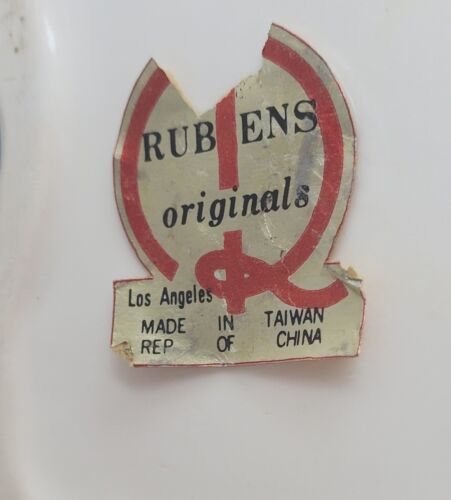 RUBENS
originals
Los Angeles
MADE IN TAIWAN
REP OF CHINA